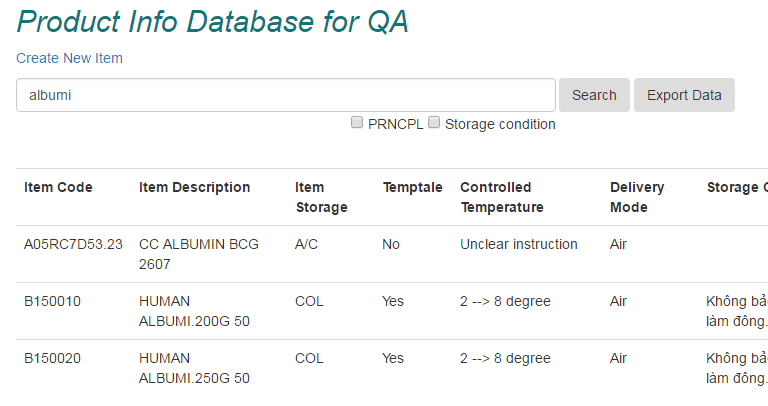 Product Info Database for QA
Create New Item
albumi Search Export Data
PRNCPL Storage condition
Item Code Item Description Item Storage Temptale Controlled Temperature Delivery Mode Storage
A05RC7D53.23 CC ALBUMIN BCG 2607 A/C No Unclear instruction Air
B150010 HUMAN ALBUMI.200G 50 COL Yes 2 --> 8 degree Air Không làm đông.
B150020 HUMAN ALBUMI.250G 50 COL Yes 2 --> 8 degree Air Không làm đông.